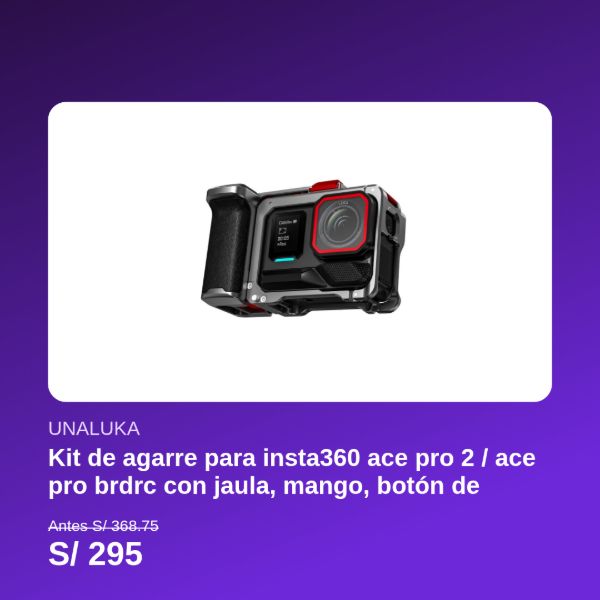 UNALUKA
Kit de agarre para insta360 ace pro 2 / ace
pro brdrc con jaula, mango, botón de
Antes S/ 368.75
S/ 295